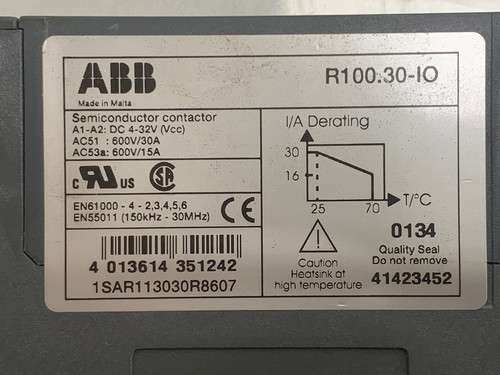 ABB
Made in Malta
R100.30-IO
Semiconductor contactor
A1-A2: DC 4-32V (Vcc)
AC51 : 600V/30A
AC53a: 600V/15A
c RU US SA
EN61000 - 4 - 2,3,4,5,6
EN55011 (150kHz - 30MHz)
CE
4 013614 351242
1SAR113030R8607
I/A Derating
30
16
25 70
T/°C
Caution
Heatsink at
high temperature
0134
Quality Seal
Do not remove
41423452